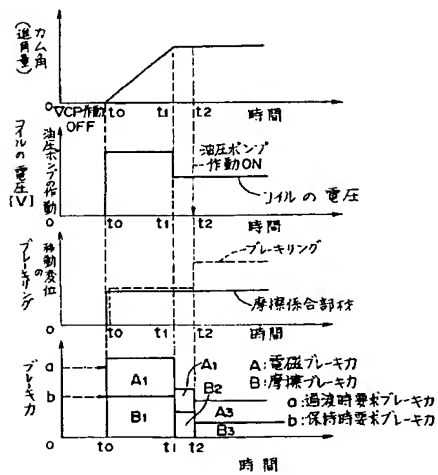 カム角
(進角量)
0
▽CP作動
OFF
t0
t1
t2
時間
コイルの電圧
[V]
油圧ポンプの作動
油圧ポンプ
作動ON
コイルの電圧
0
t0
t1
t2
時間
ブレーキリング
の
移動変位
ブレーキリング
摩擦係合部材
0
t0
t1
t2
時間
ブレーキ力
a
b
A1
B1
A1
B2
A3
B3
A:電磁ブレーキ力
B:摩擦ブレーキ力
a:過渡時要求ブレーキ力
b:保持時要求ブレーキ力
0
t0
t1
t2
時間